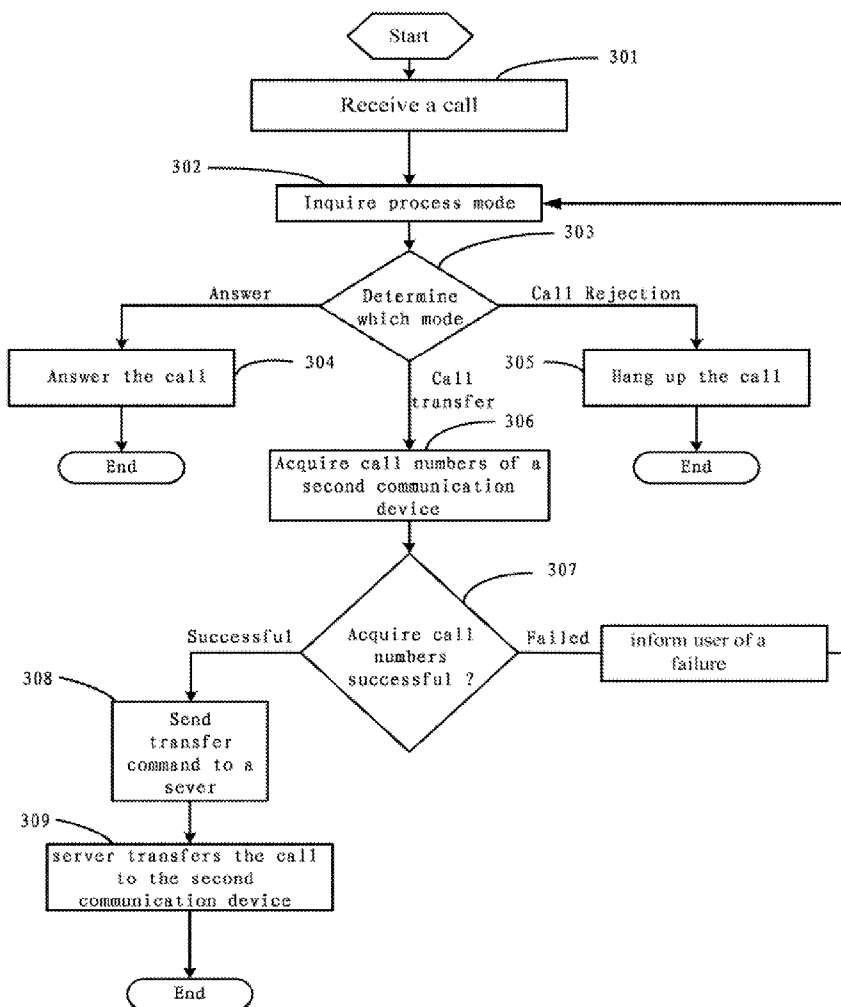 Start
301
Receive a call
302
Inquire process mode
303
Answer
Determine
which mode
Call Rejection
Answer the call
304
Call
transfer
305
Hang up the call
End
306
End
Acquire call numbers of a
second communication
device
307
Successful
Acquire call
numbers
successful ?
Failed
inform user of a
failure
308
Send
transfer
command to a
sever
309
server transfers the call
to the second
communication device
End